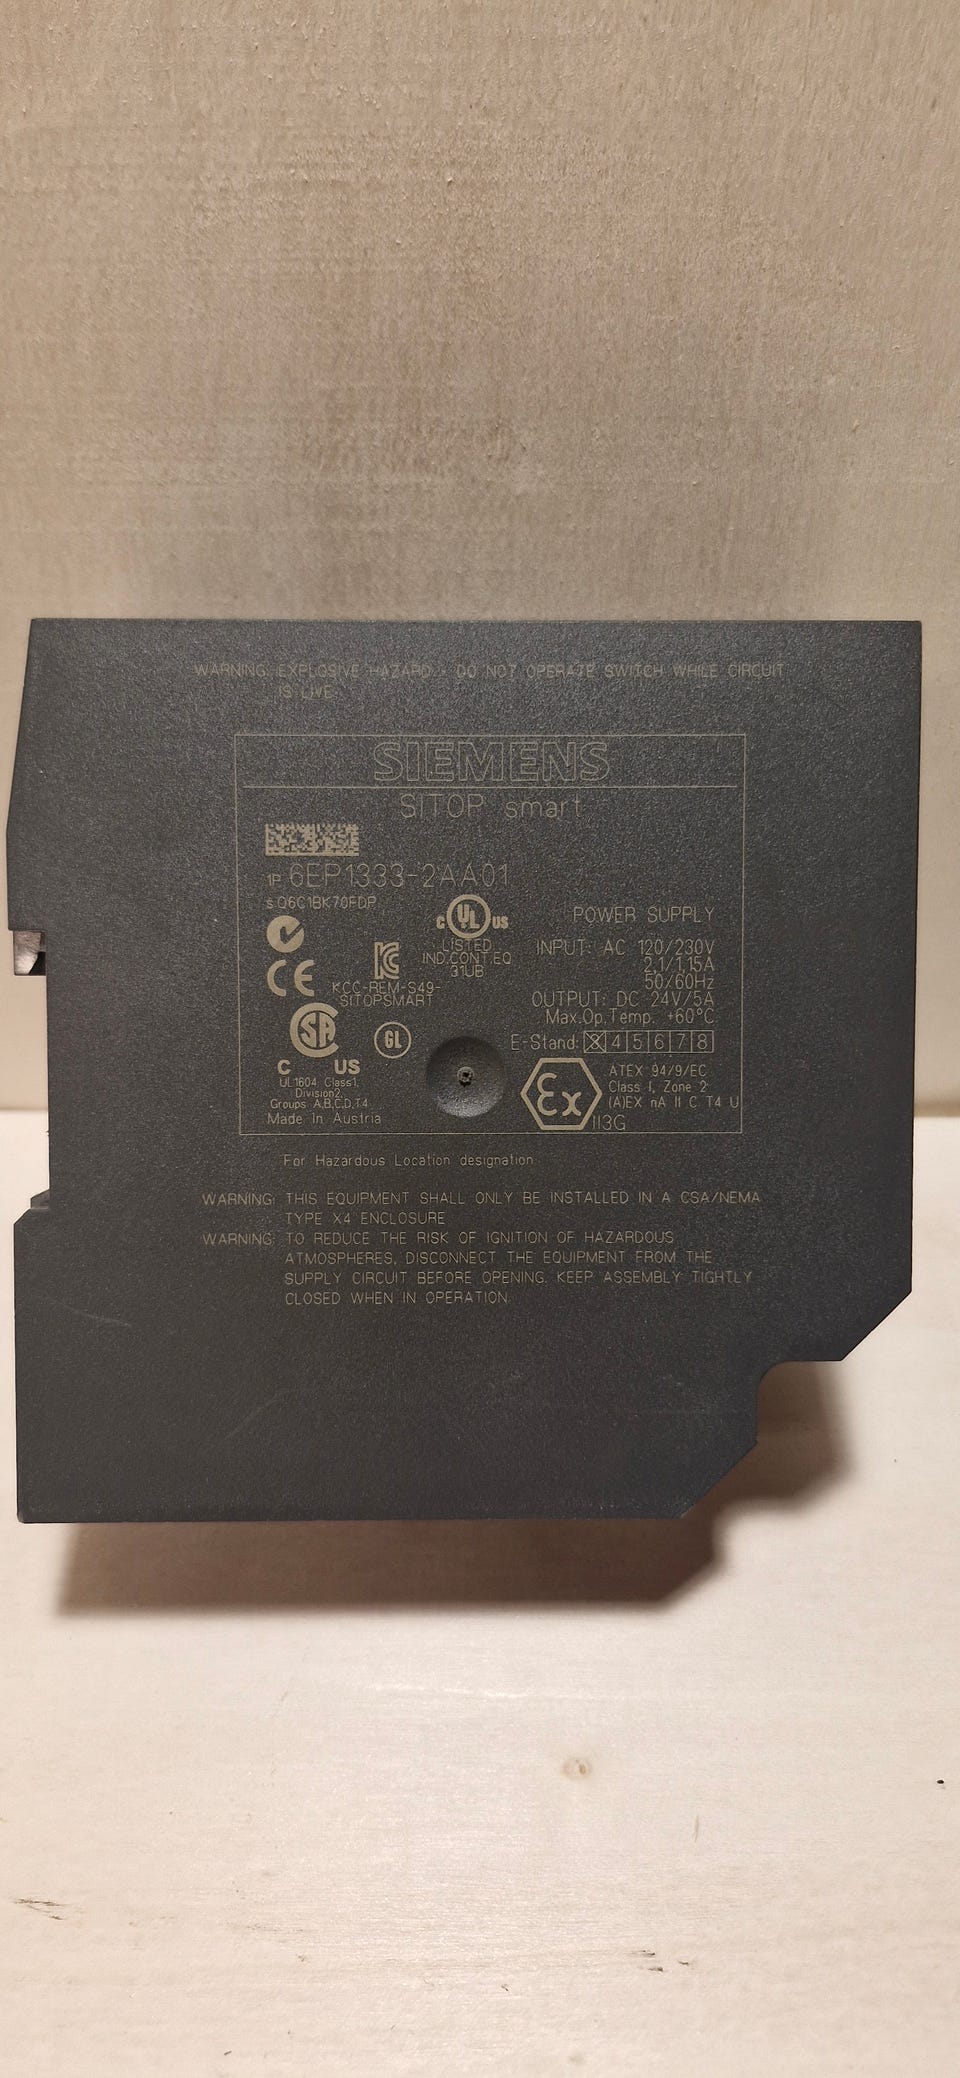 WARNING: EXPLOSIVE HAZARD - DO NOT OPERATE SWITCH WHILE CIRCUIT
IS LIVE
SIEMENS
SITOP smart
1P 6EP1333-2AA01
S Q6C1BK70FDP
POWER SUPPLY
INPUT: AC 120/230V
2,1/1,15A
50/60Hz
OUTPUT: DC 24V/5A
Max.Op.Temp. +60°C
E-Stand: 4 5 6 7 8
C UL US
LISTED
IND.CONT.EQ
31UB
CE
KCC-REM-S49-
SITOPSMART
SA
GL
C US
UL1604 Class1,
Division2,
Groups A,B,C,D,T4
Made in Austria
Ex
ATEX 94/9/EC
Class I, Zone 2
(A)EX nA II C T4 U
II3G
For Hazardous Location designation
WARNING: THIS EQUIPMENT SHALL ONLY BE INSTALLED IN A CSA/NEMA
TYPE X4 ENCLOSURE
WARNING: TO REDUCE THE RISK OF IGNITION OF HAZARDOUS
ATMOSPHERES, DISCONNECT THE EQUIPMENT FROM THE
SUPPLY CIRCUIT BEFORE OPENING. KEEP ASSEMBLY TIGHTLY
CLOSED WHEN IN OPERATION.